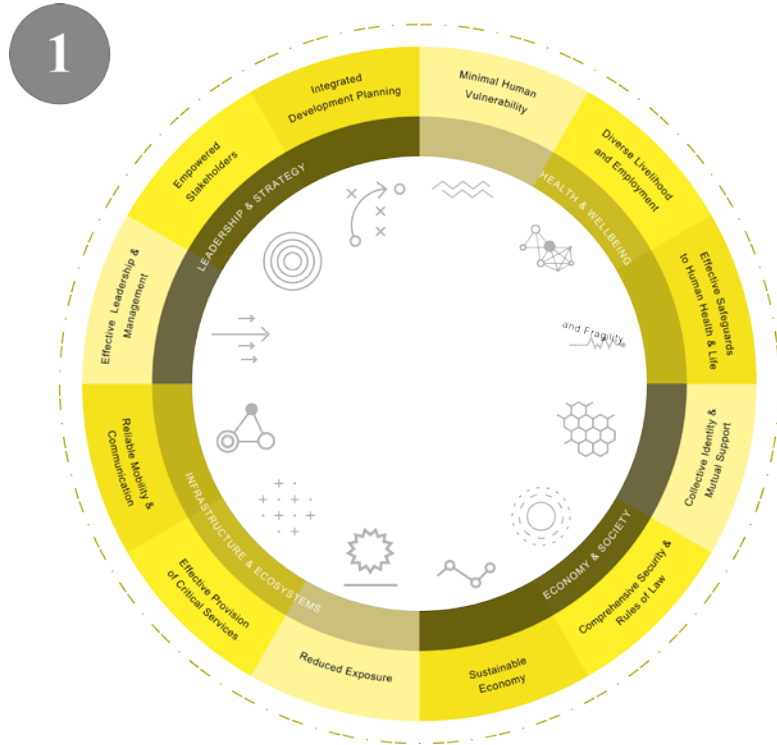 1
Integrated
Development Planning
Minimal Human
Vulnerability
Diverse Livelihood
and Employment
Effective Safeguards
to Human Health & Life
Collective Identity &
Mutual Support
Comprehensive Security &
Rules of Law
Sustainable
Economy
Reduced Exposure
Effective Provision
of Critical Services
Reliable Mobility &
Communication
Effective Leadership &
Management
Empowered
Stakeholders
LEADERSHIP & STRATEGY
HEALTH & WELLBEING
ECONOMY & SOCIETY
INFRASTRUCTURE & ECOSYSTEMS
and Fragility